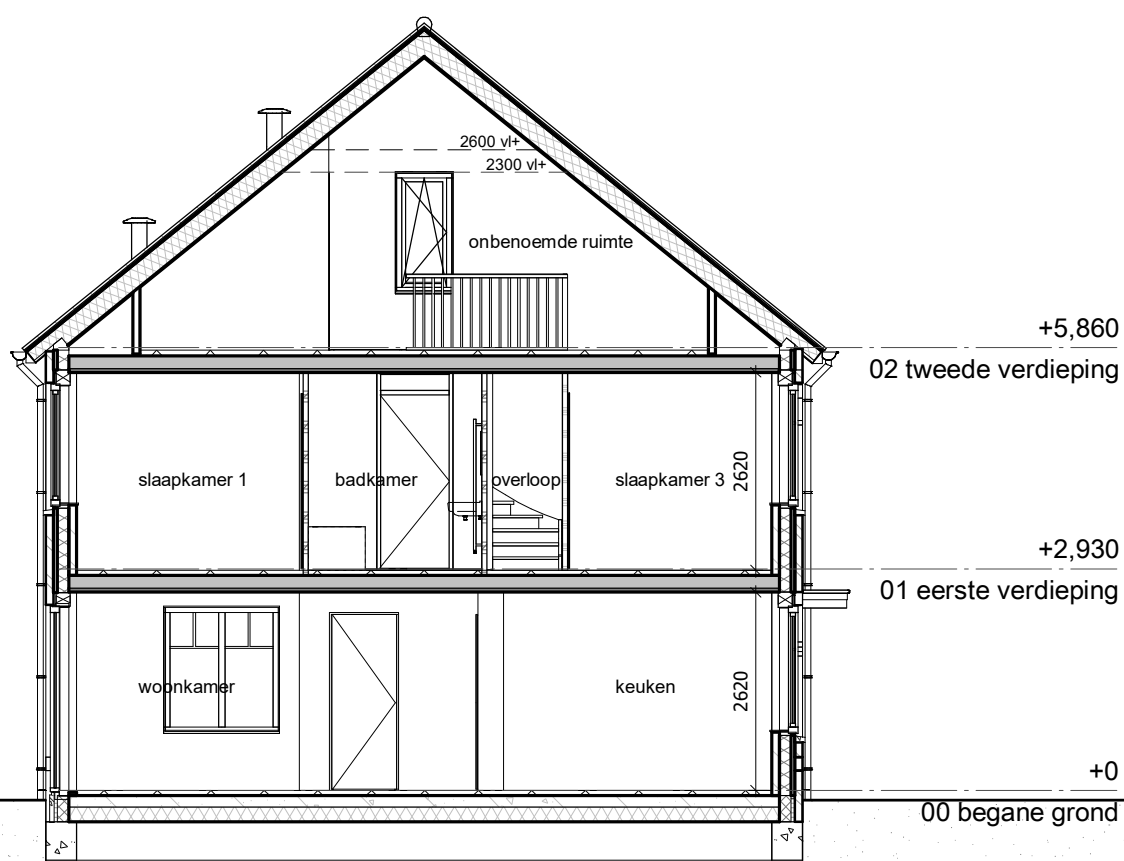 2600 vl+
2300 vl+
onbenoemde ruimte
+5,860
02 tweede verdieping
slaapkamer 1
badkamer
overloop
slaapkamer 3
2620
+2,930
01 eerste verdieping
woonkamer
keuken
2620
+0
00 begane grond